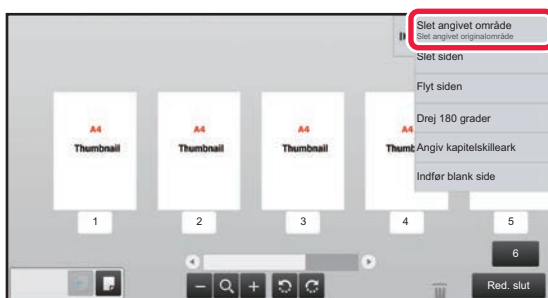 Slet angivet område
Slet angivet originalområde
Slet siden
Flyt siden
Drej 180 grader
Angiv kapitelskilleark
Indfør blank side
A4
Thumbnail
A4
Thumbnail
A4
Thumbnail
A4
Thumb
1
2
3
4
5
6
Red. slut